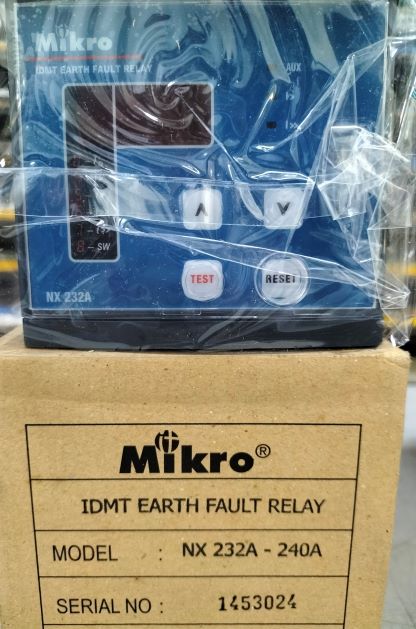 Mikro
IDMT EARTH FAULT RELAY
AUX
I>
I>>
8 - SW
TEST
RESET
NX 232A
Mikro®
IDMT EARTH FAULT RELAY
MODEL : NX 232A - 240A
SERIAL NO : 1453024